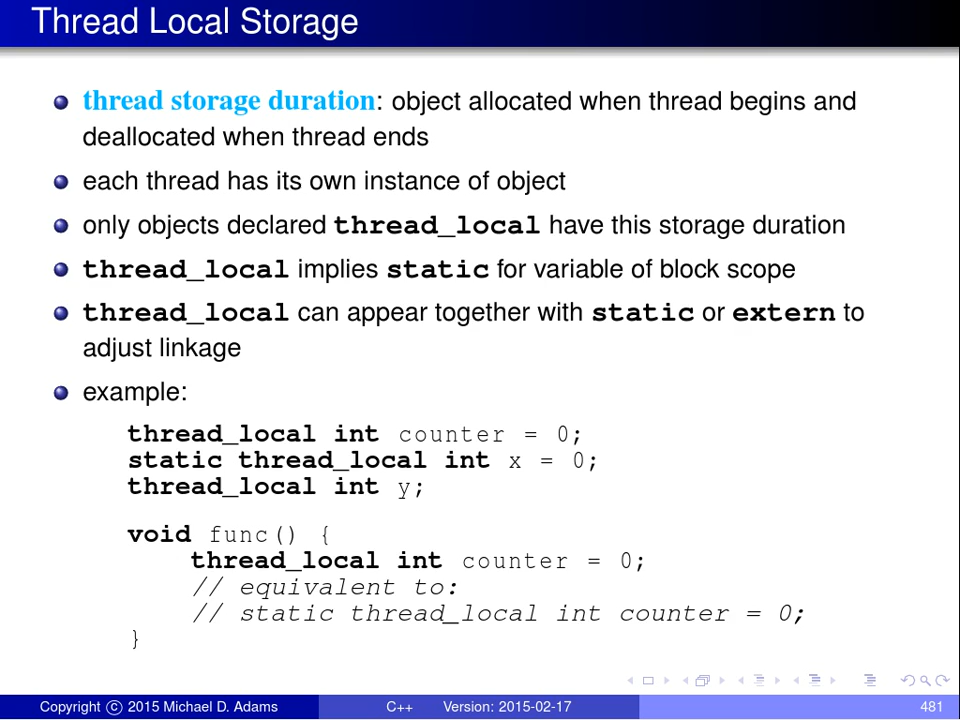 Thread Local Storage
thread storage duration: object allocated when thread begins and
deallocated when thread ends
each thread has its own instance of object
only objects declared thread_local have this storage duration
thread_local implies static for variable of block scope
thread_local can appear together with static or extern to
adjust linkage
example:
thread_local int counter = 0;
static thread_local int x = 0;
thread_local int y;
void func() {
    thread_local int counter = 0;
    // equivalent to:
    // static thread_local int counter = 0;
}
Copyright © 2015 Michael D. Adams C++ Version: 2015-02-17 481